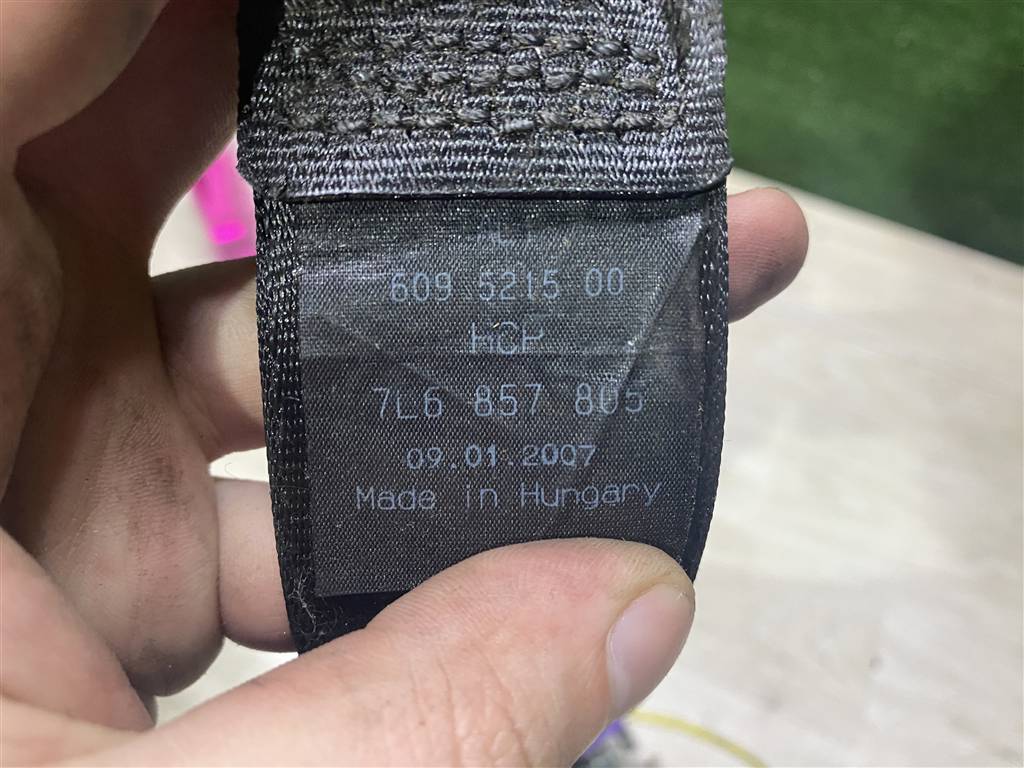 609 5215 00
HCP
7L6 857 805
09.01.2007
Made in Hungary